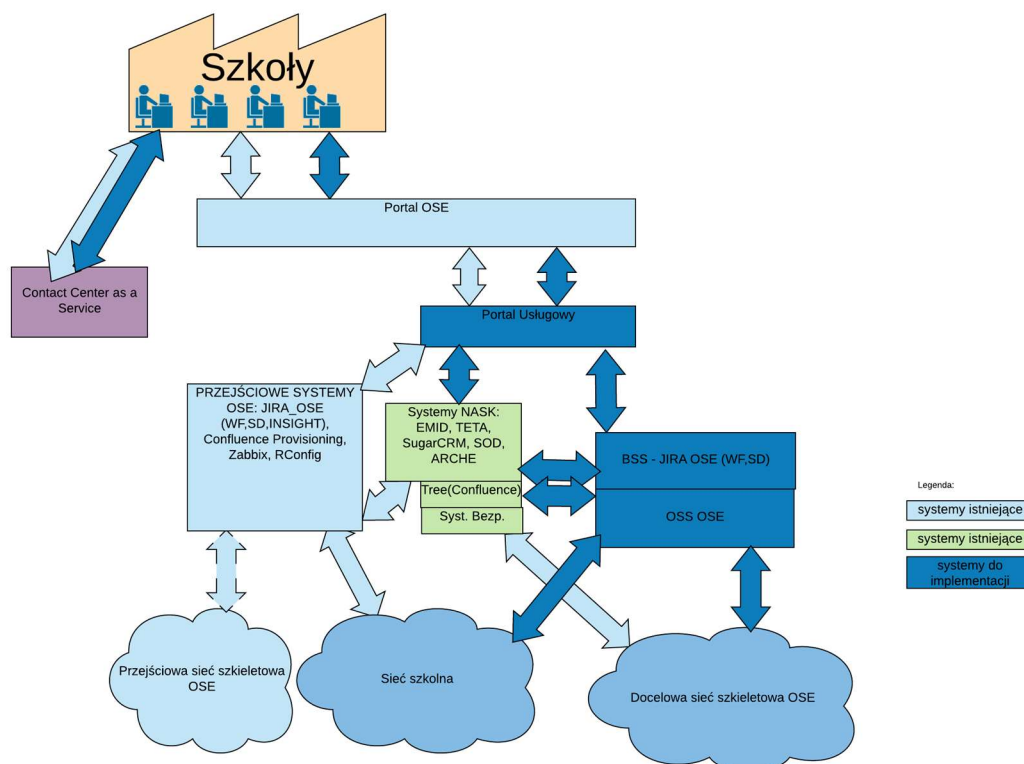 Szkoły
Portal OSE
Contact Center as a
Service
Portal Usługowy
PRZEJŚCIOWE SYSTEMY
OSE: JIRA_OSE
(WF,SD,INSIGHT),
Confluence Provisioning,
Zabbix, RConfig
Systemy NASK:
EMID, TETA,
SugarCRM, SOD,
ARCHE
Tree(Confluence)
Syst. Bezp.
BSS - JIRA OSE (WF,SD)
OSS OSE
Legenda:
systemy istniejące
systemy istniejące
systemy do
implementacji
Przejściowa sieć szkieletowa
OSE
Sieć szkolna
Docelowa sieć szkieletowa OSE